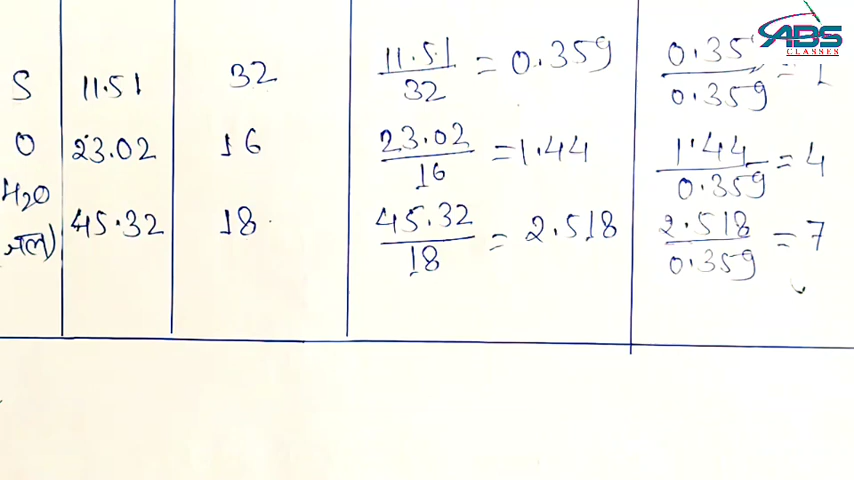 ABS
CLASSES
S 11.51 32 11.51/32 = 0.359 0.35/0.359 = 1
O 23.02 16 23.02/16 = 1.44 1.44/0.359 = 4
H2O
जल) 45.32 18 45.32/18 = 2.518 2.518/0.359 = 7